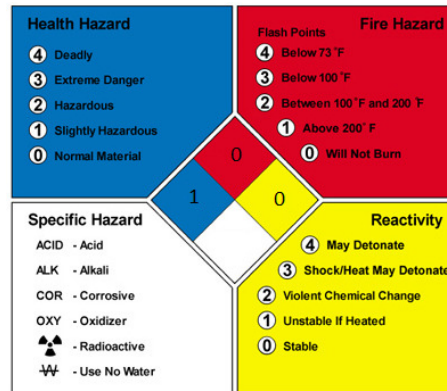 Health Hazard
4 Deadly
3 Extreme Danger
2 Hazardous
1 Slightly Hazardous
0 Normal Material
Fire Hazard
Flash Points
4 Below 73°F
3 Below 100°F
2 Between 100°F and 200°F
1 Above 200°F
0 Will Not Burn
0
1
0
Specific Hazard
ACID - Acid
ALK - Alkali
COR - Corrosive
OXY - Oxidizer
- Radioactive
W - Use No Water
Reactivity
4 May Detonate
3 Shock/Heat May Detonate
2 Violent Chemical Change
1 Unstable If Heated
0 Stable